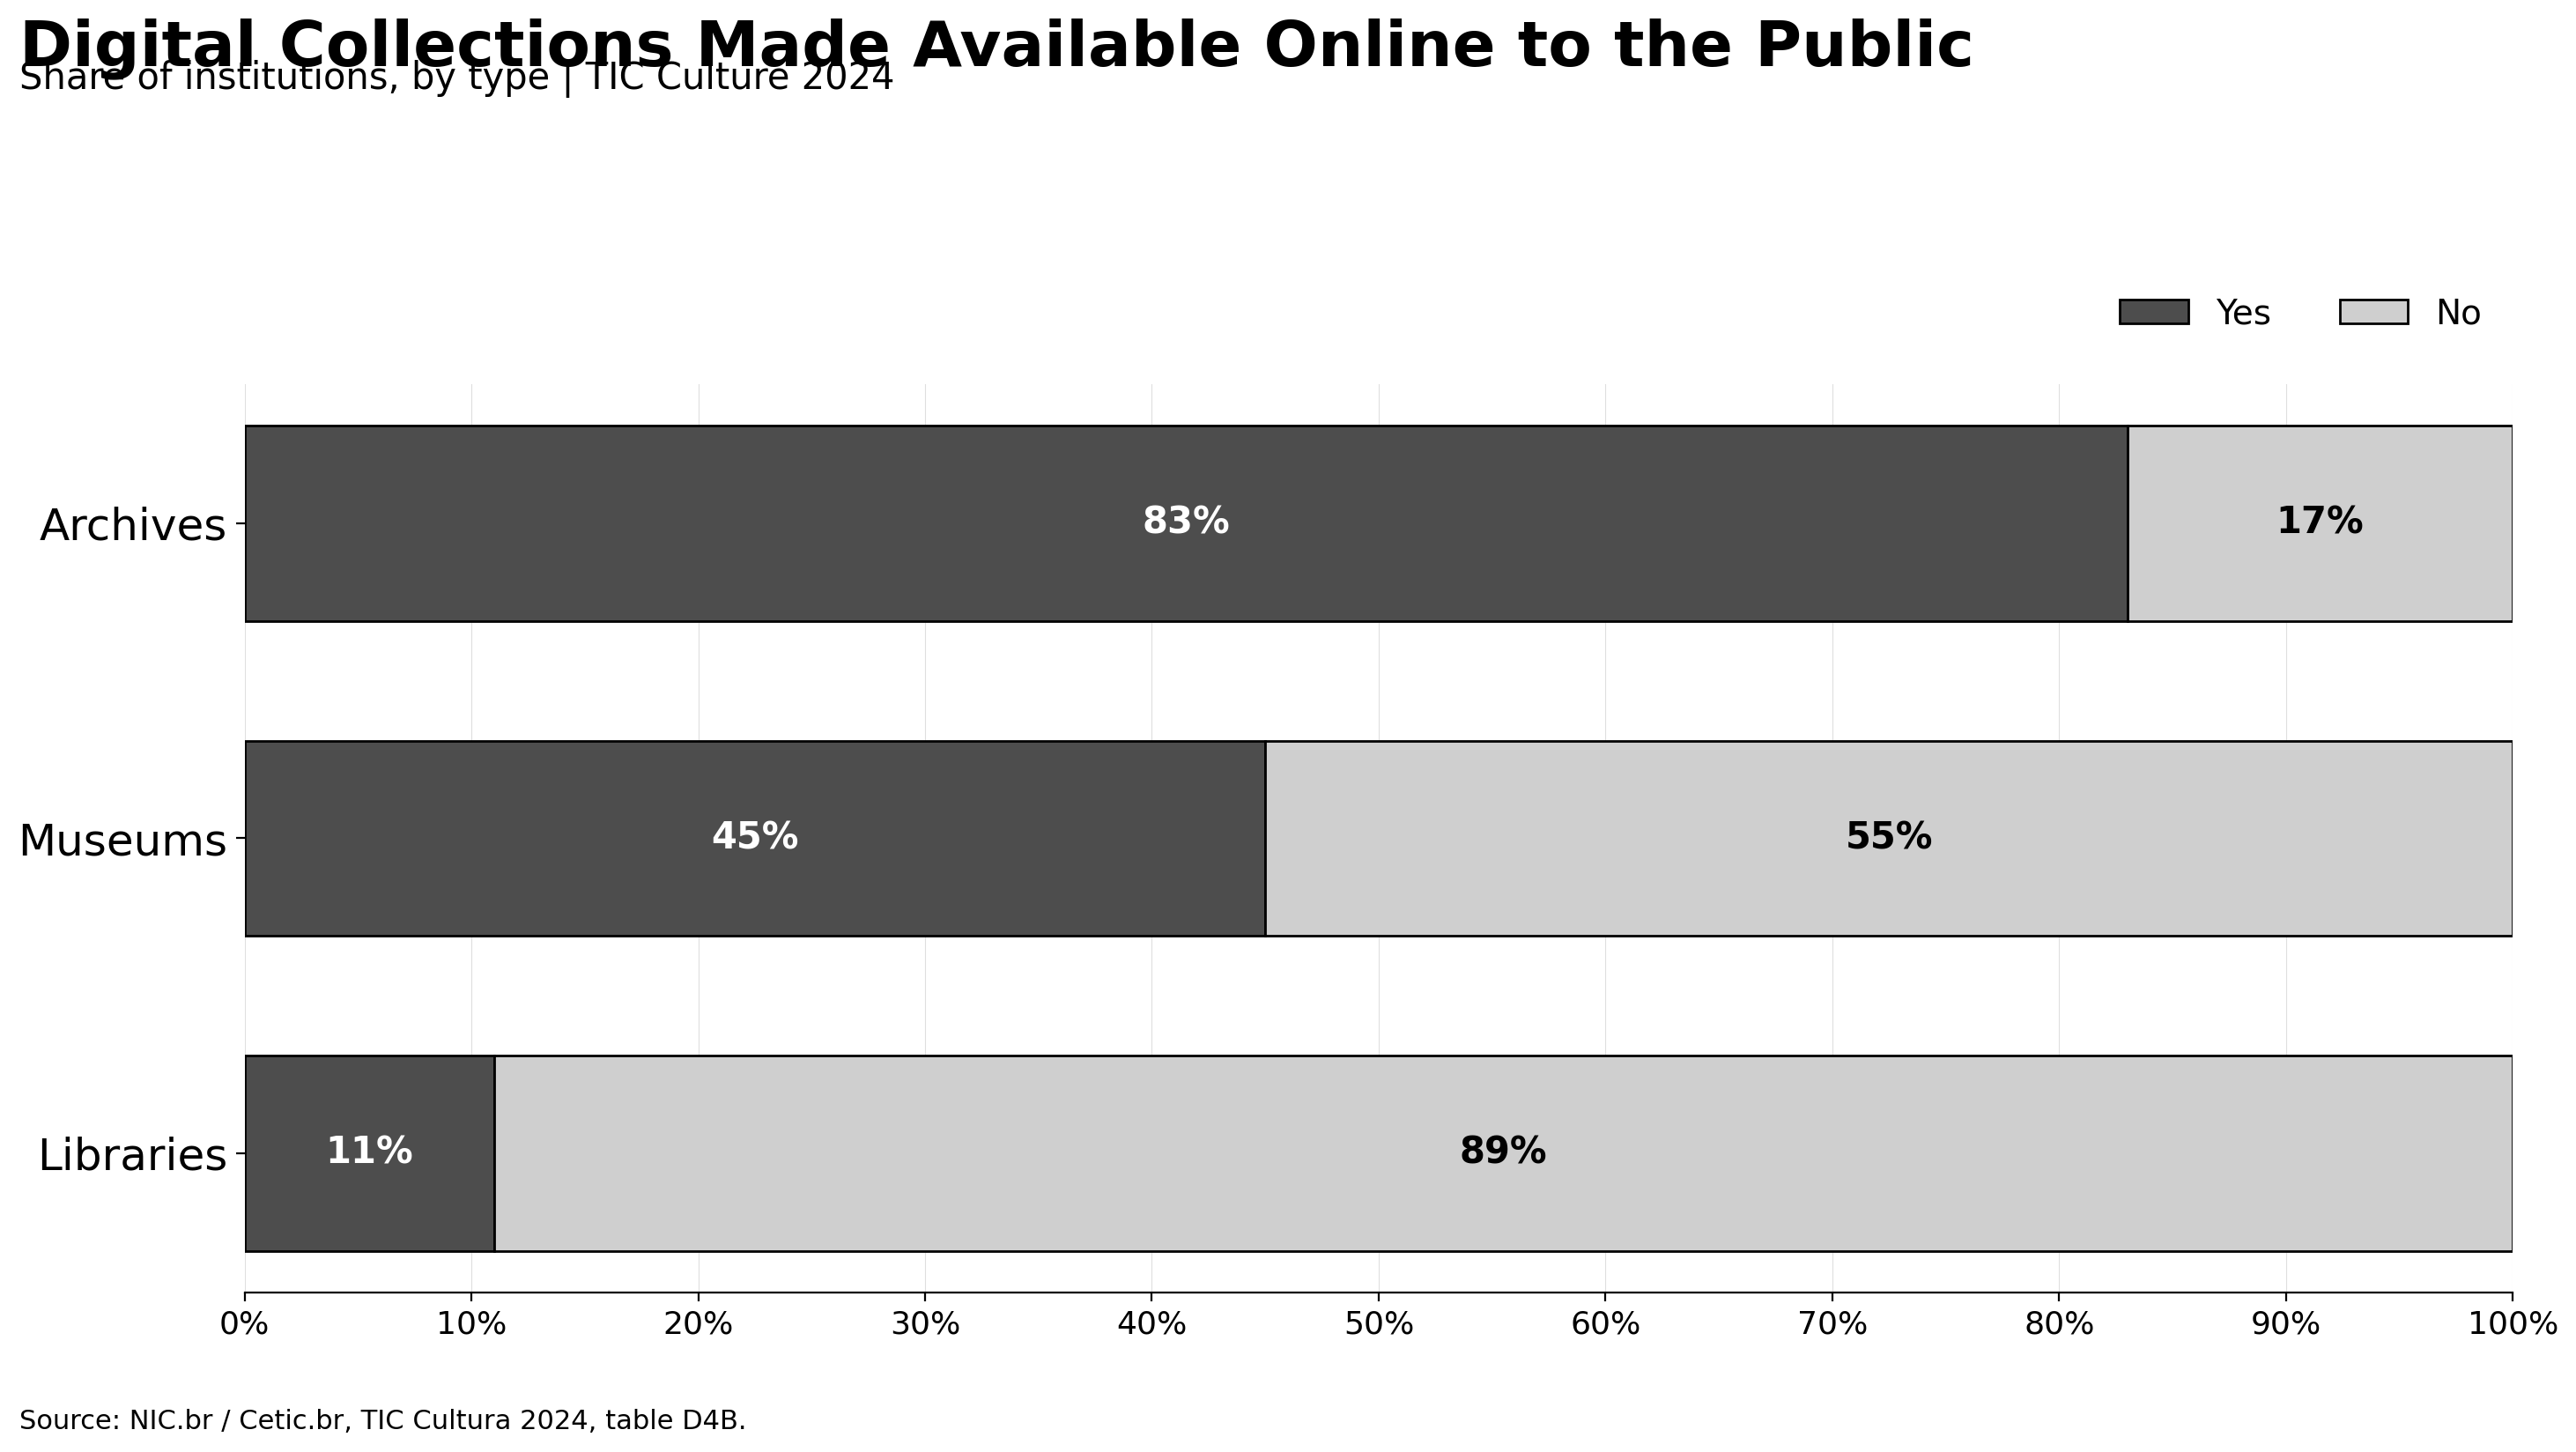 Digital Collections Made Available Online to the Public
Share of institutions, by type | TIC Culture 2024
Yes No
Archives 83% 17%
Museums 45% 55%
Libraries 11% 89%
0% 10% 20% 30% 40% 50% 60% 70% 80% 90% 100%
Source: NIC.br / Cetic.br, TIC Cultura 2024, table D4B.